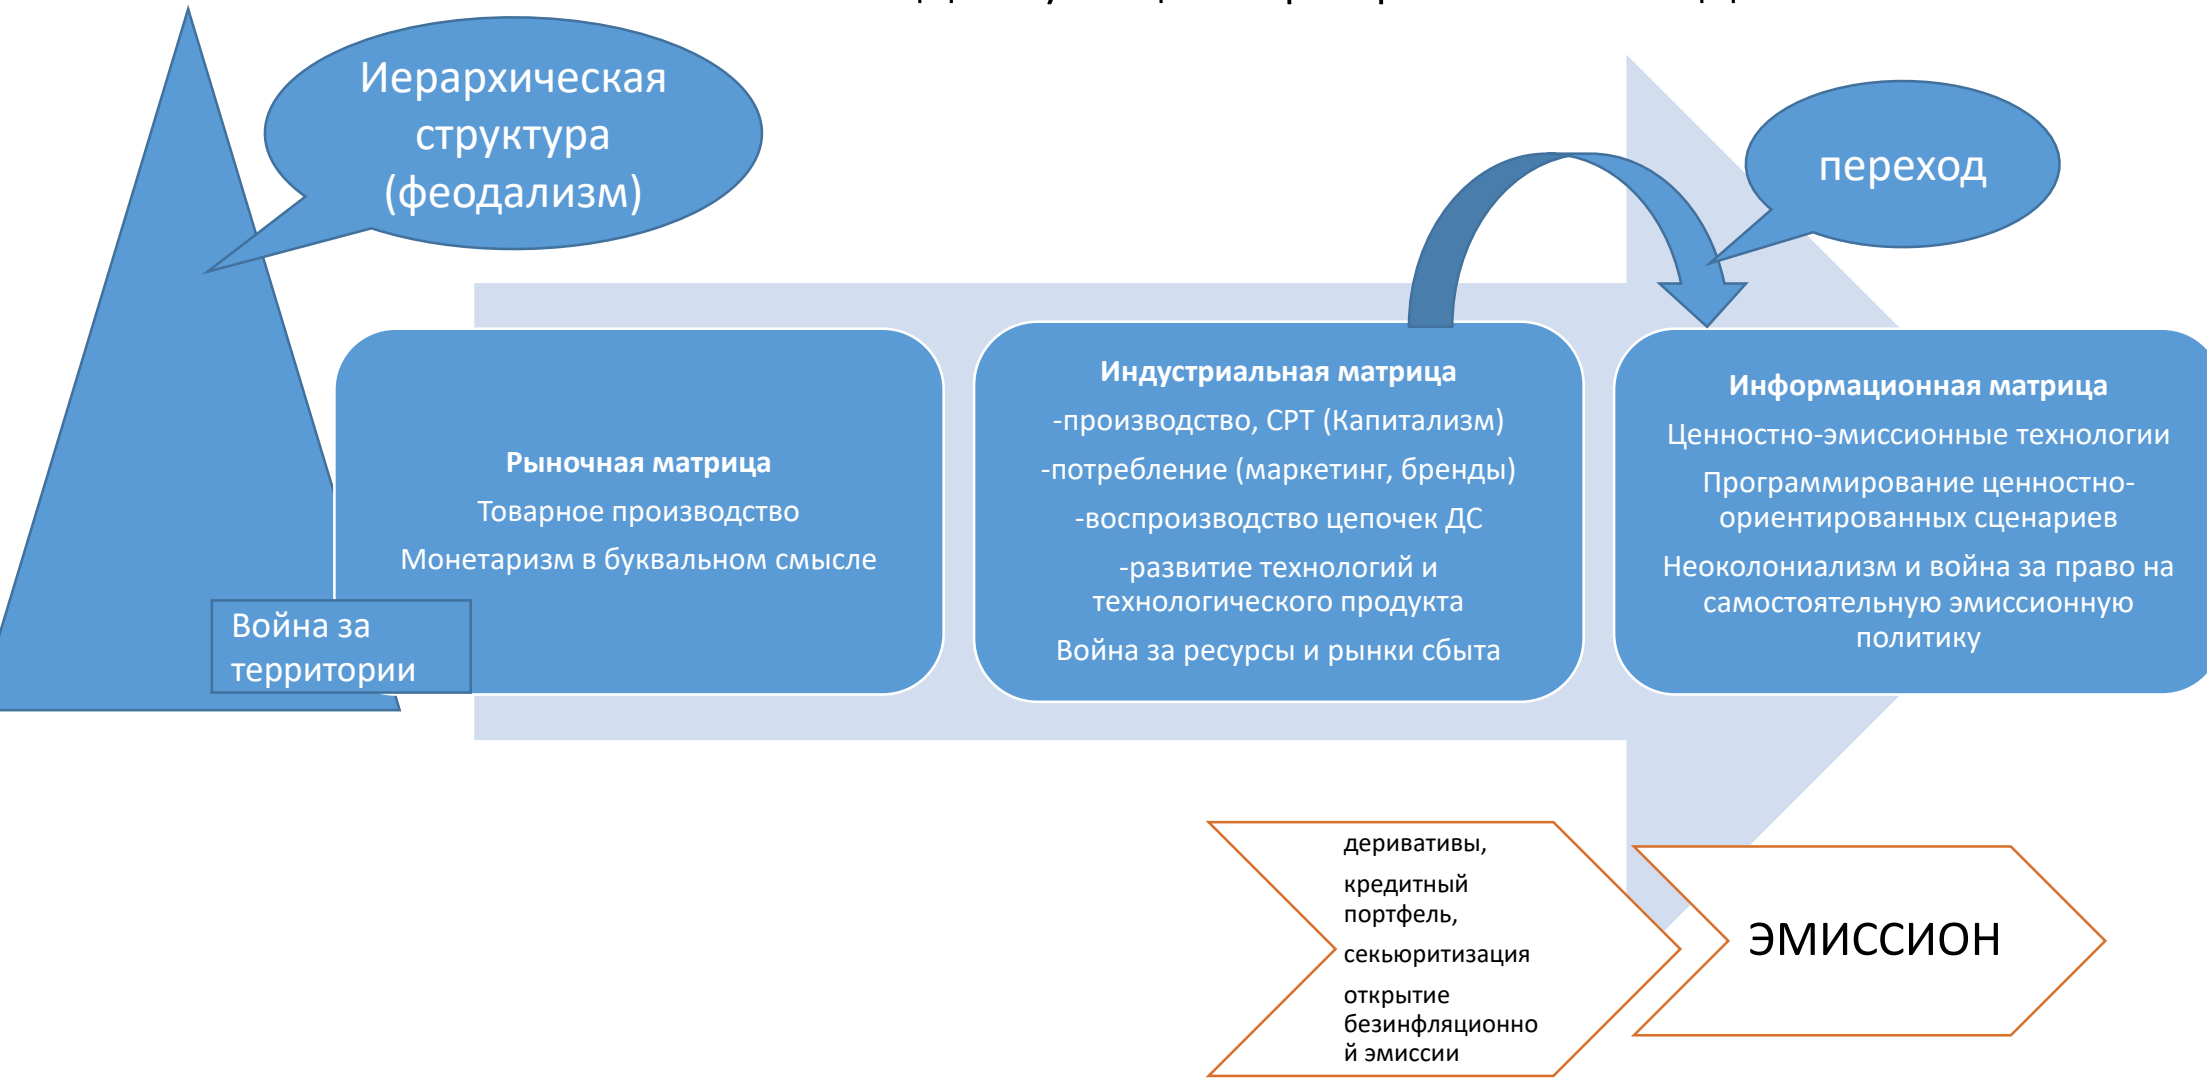 Иерархическая
структура
(феодализм)
переход
Рыночная матрица
Товарное производство
Монетаризм в буквальном смысле
Война за
территории
Индустриальная матрица
-производство, СРТ (Капитализм)
-потребление (маркетинг, бренды)
-воспроизводство цепочек ДС
-развитие технологий и
технологического продукта
Война за ресурсы и рынки сбыта
Информационная матрица
Ценностно-эмиссионные технологии
Программирование ценностно-
ориентированных сценариев
Неоколониализм и война за право на
самостоятельную эмиссионную
политику
деривативы,
кредитный
портфель,
секьюритизация
открытие
безинфляционно
й эмиссии
ЭМИССИОН